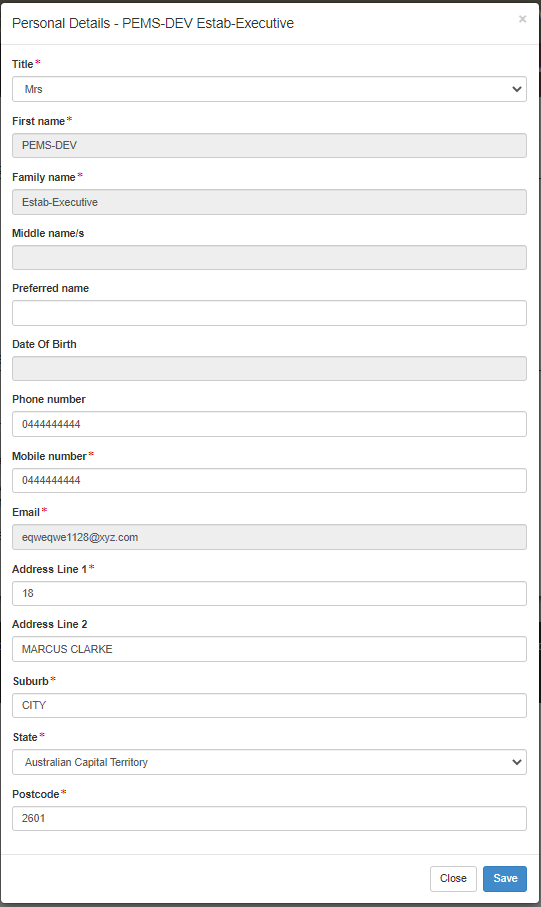 Personal Details - PEMS-DEV Estab-Executive
×
Title*
Mrs
First name*
PEMS-DEV
Family name*
Estab-Executive
Middle name/s
Preferred name
Date Of Birth
Phone number
0444444444
Mobile number*
0444444444
Email*
eqweqwe1128@xyz.com
Address Line 1*
18
Address Line 2
MARCUS CLARKE
Suburb*
CITY
State*
Australian Capital Territory
Postcode*
2601
Close Save